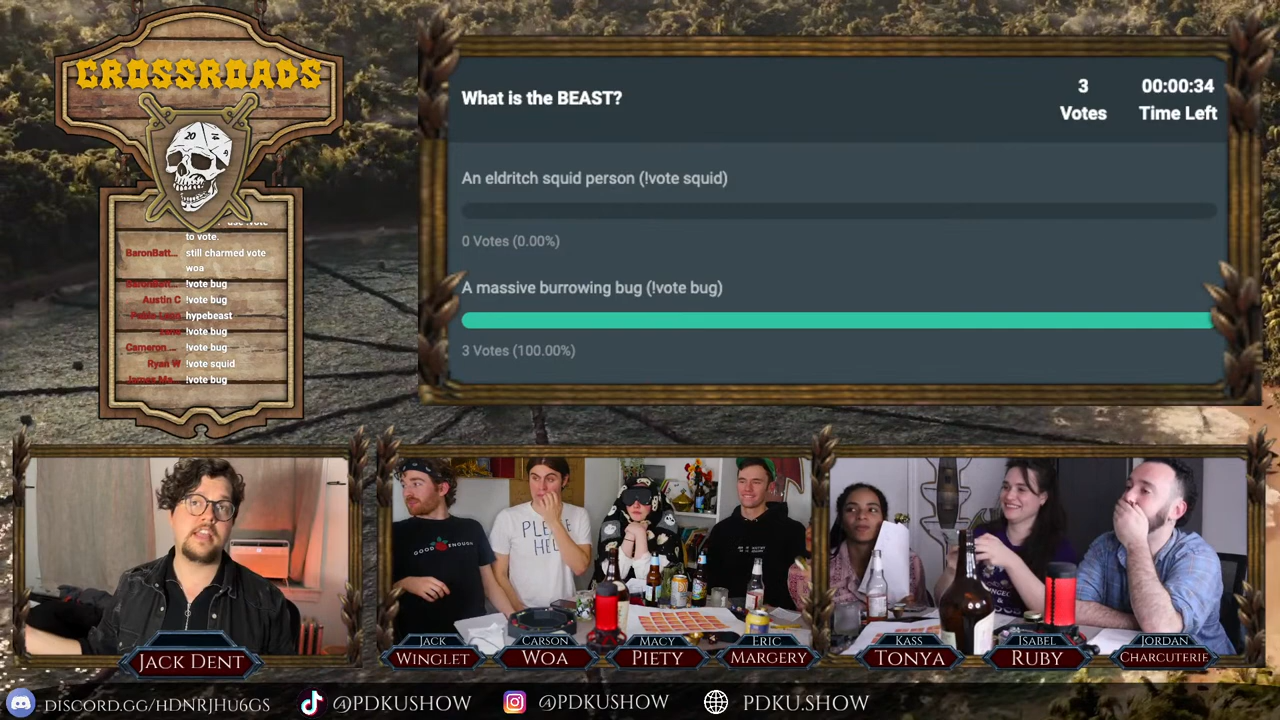 CROSSROADS
to vote.
BaronBatt... still charmed vote
woa
!vote bug
Austin C !vote bug
hypebeast
!vote bug
Cameron ... !vote bug
Ryan W !vote squid
!vote bug
What is the BEAST?
3
Votes
00:00:34
Time Left
An eldritch squid person (!vote squid)
0 Votes (0.00%)
A massive burrowing bug (!vote bug)
3 Votes (100.00%)
GOOD ENOUGH
PLEASE
HELP
JACK DENT
JACK
WINGLET
CARSON
WOA
MACY
PIETY
ERIC
MARGERY
KASS
TONYA
ISABEL
RUBY
JORDAN
CHARCUTERIE
DISCORD.GG/HDNRJHU6GS
@PDKUSHOW
@PDKUSHOW
PDKU.SHOW